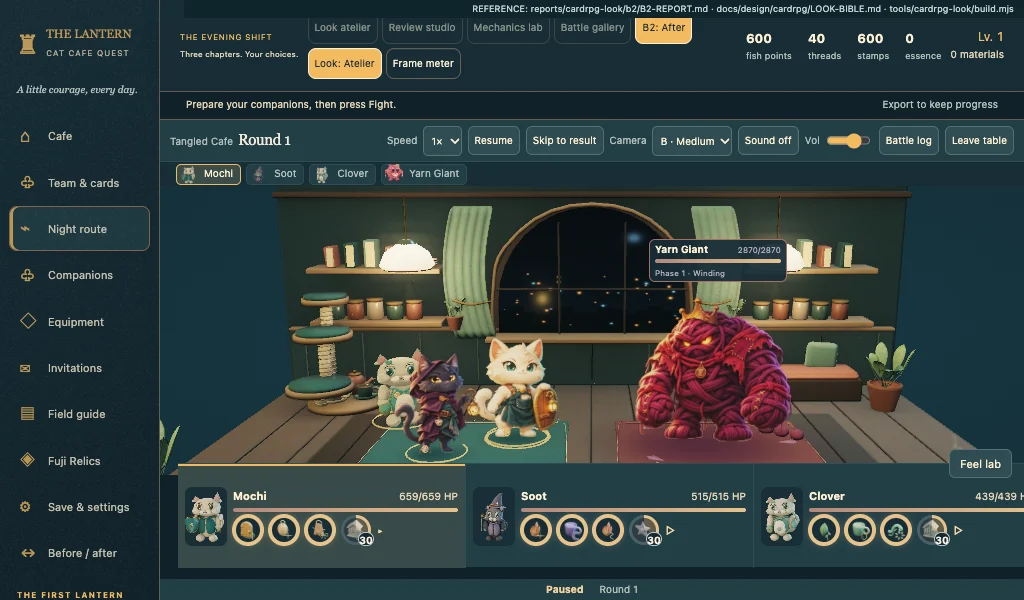 REFERENCE: reports/cardrpg-look/b2/B2-REPORT.md · docs/design/cardrpg/LOOK-BIBLE.md · tools/cardrpg-look/build.mjs
THE LANTERN
CAT CAFE QUEST
A little courage, every day.
Cafe
Team & cards
Night route
Companions
Equipment
Invitations
Field guide
Fuji Relics
Save & settings
Before / after
THE FIRST LANTERN
THE EVENING SHIFT
Three chapters. Your choices.
Look atelier
Review studio
Mechanics lab
Battle gallery
B2: After
Look: Atelier
Frame meter
600 fish points
40 threads
600 stamps
0 essence
Lv. 1
0 materials
Prepare your companions, then press Fight.
Export to keep progress
Tangled Cafe Round 1
Speed 1x Resume Skip to result Camera B · Medium Sound off Vol Battle log Leave table
Mochi Soot Clover Yarn Giant
Yarn Giant 2870/2870
Phase 1 · Winding
Feel lab
Mochi 659/659 HP
30
Soot 515/515 HP
30
Clover 439/439 H
30
Paused Round 1